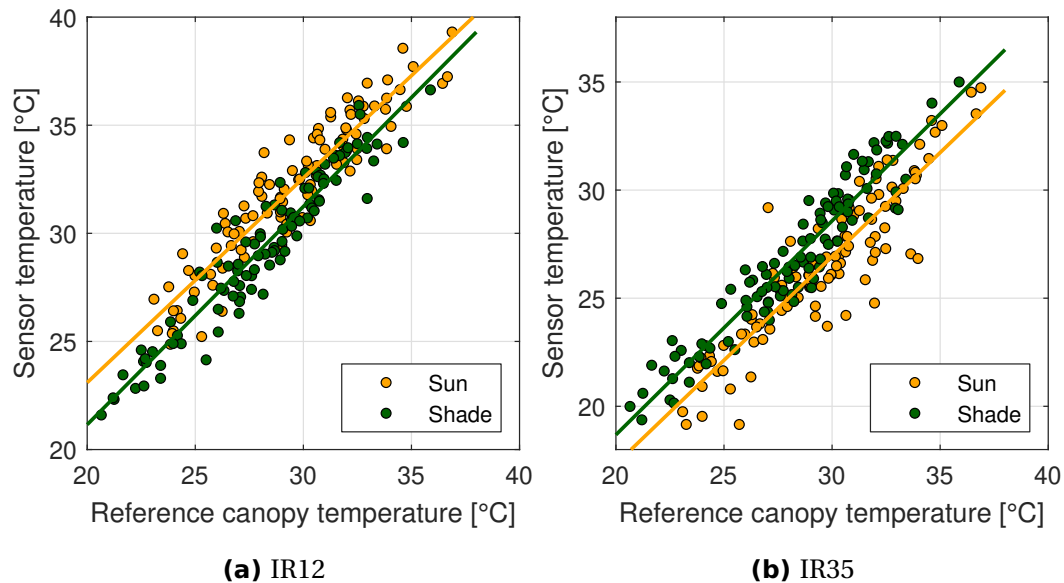 40
35
30
25
20
Sensor temperature [°C]
Sun
Shade
20 25 30 35 40
Reference canopy temperature [°C]
(a) IR12
35
30
25
20
Sensor temperature [°C]
Sun
Shade
20 25 30 35 40
Reference canopy temperature [°C]
(b) IR35